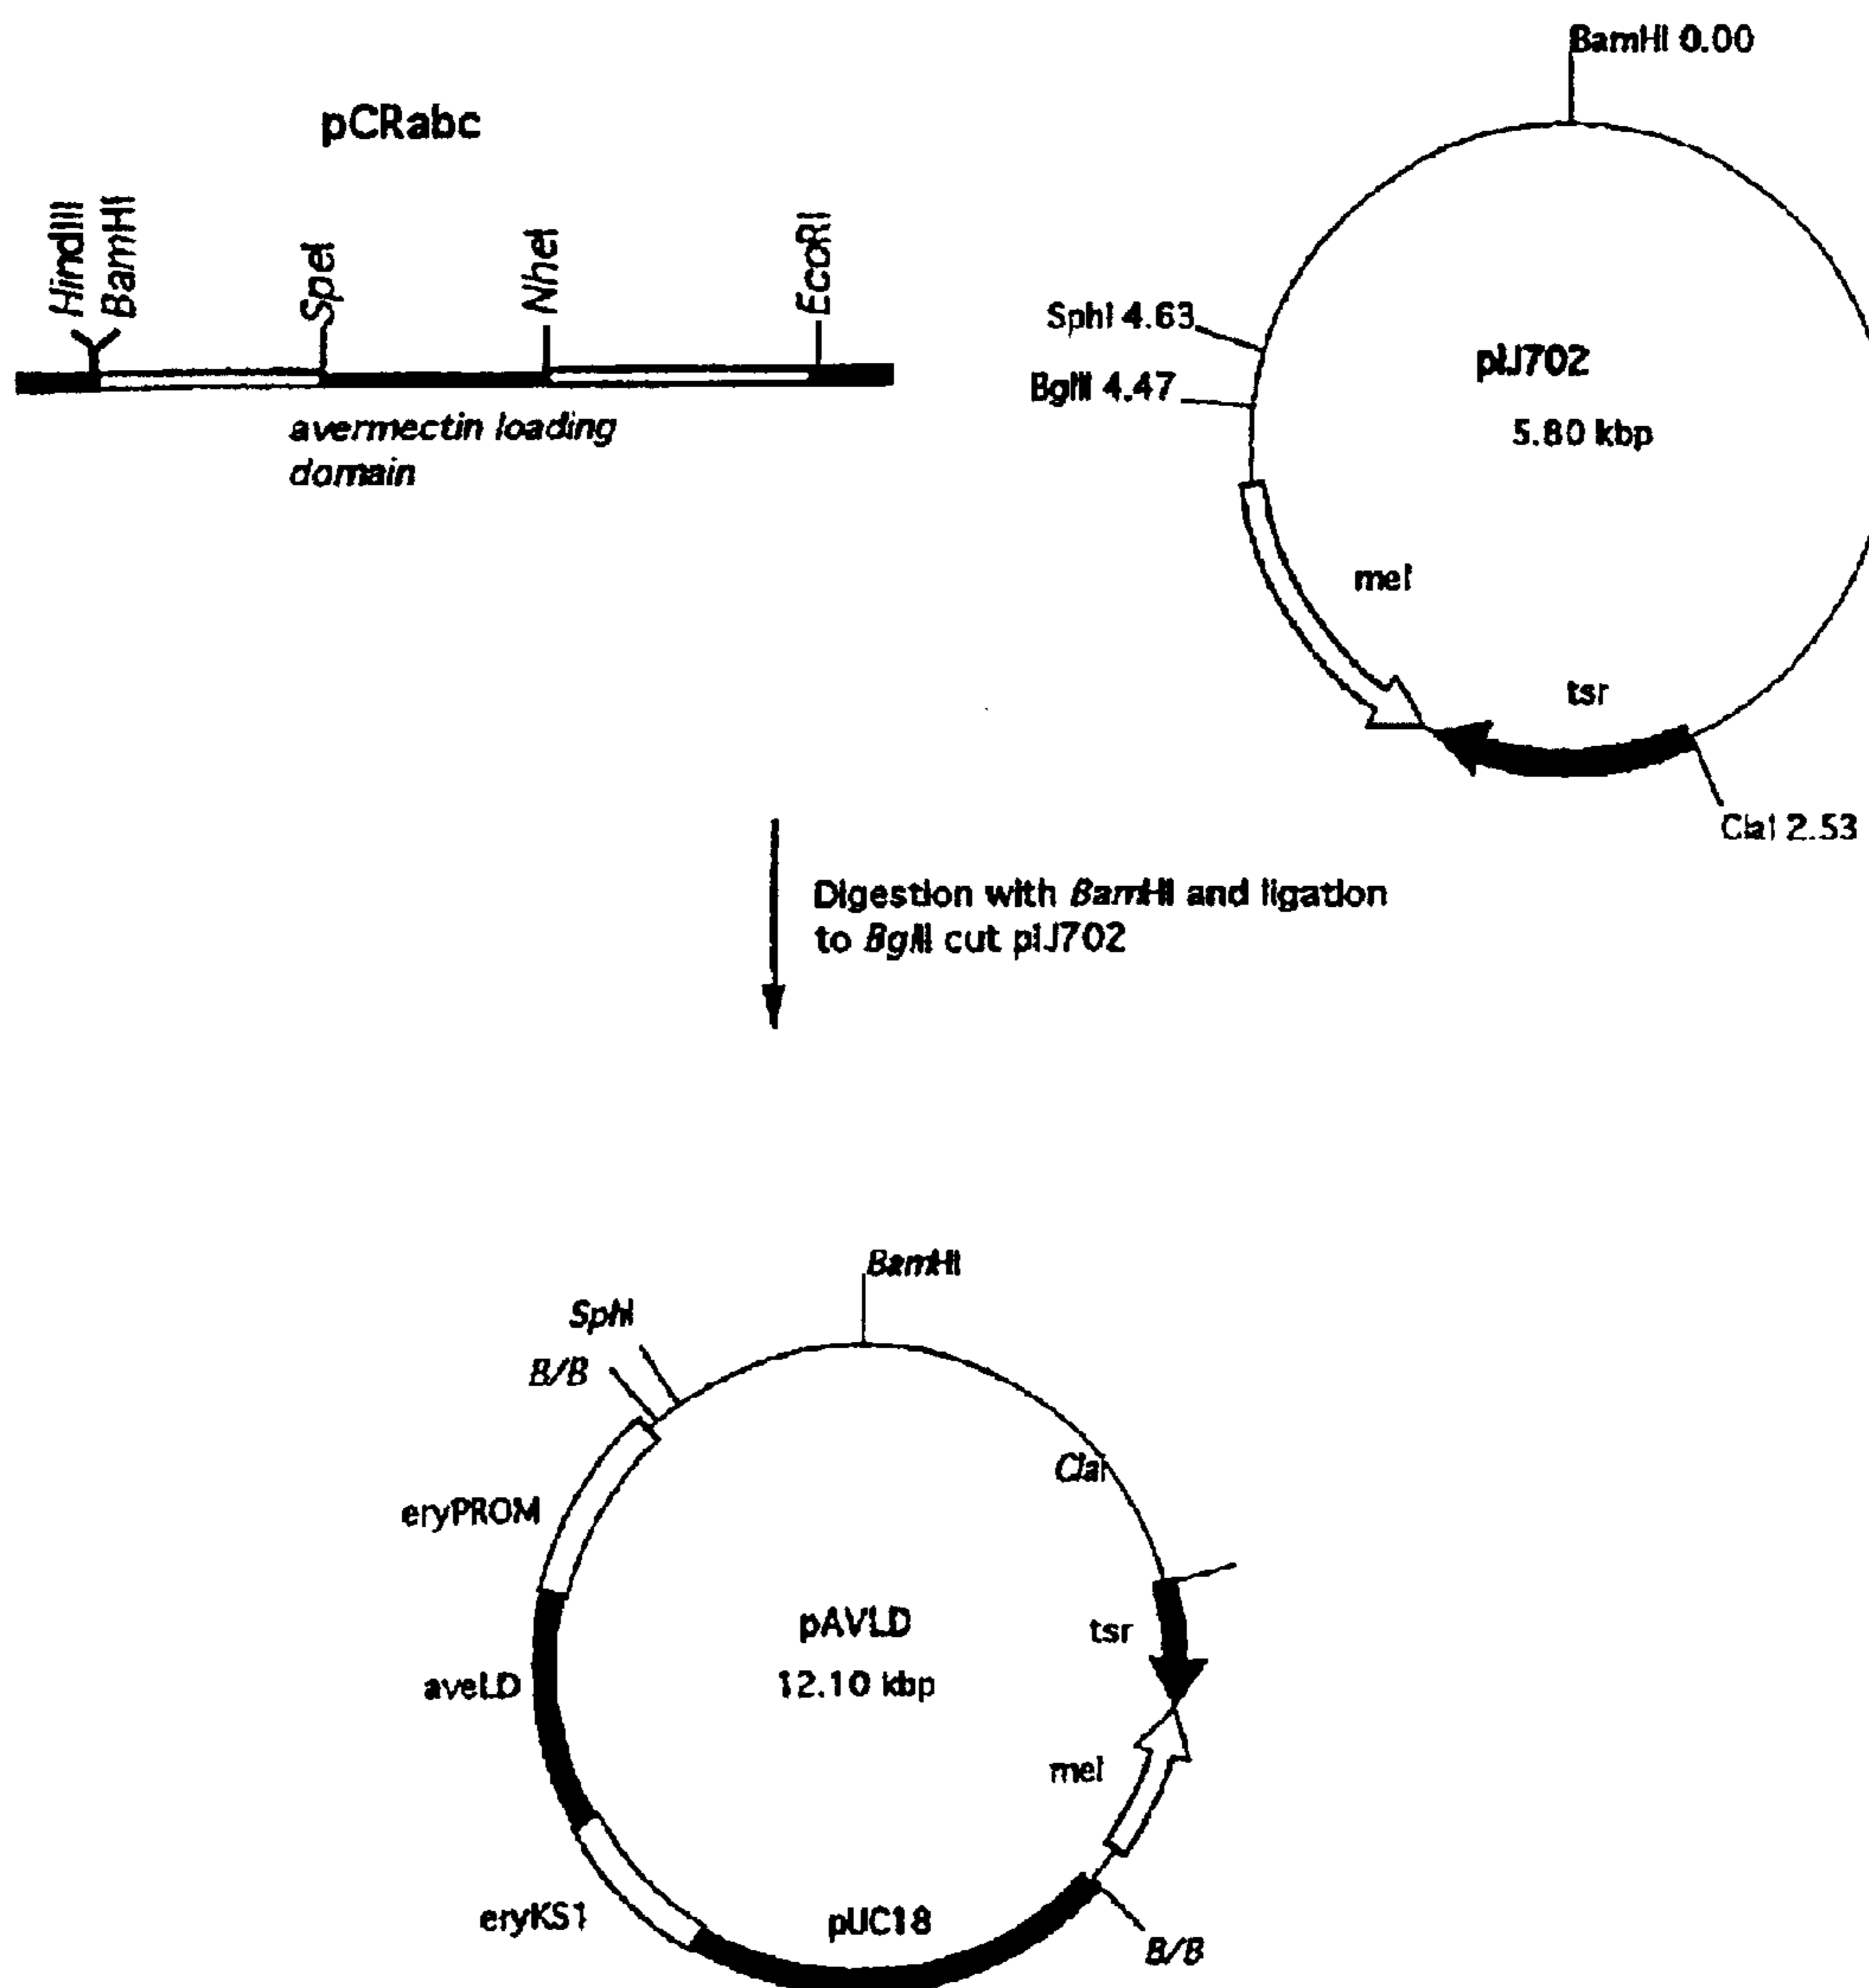 pCRabc
HindIII
BamHI
SpeI
NheI
EcoRI
avermectin loading
domain
BamHI 0.00
SphI 4.63
BglII 4.47
pIJ702
5.80 kbp
mel
tsr
ClaI 2.53
Digestion with BamHI and ligation
to BglII cut pIJ702
BamHI
SphI
B/B
ClaI
eryPROM
pAVLD
12.10 kbp
tsr
aveLD
mel
eryKS1
pUC18
B/B